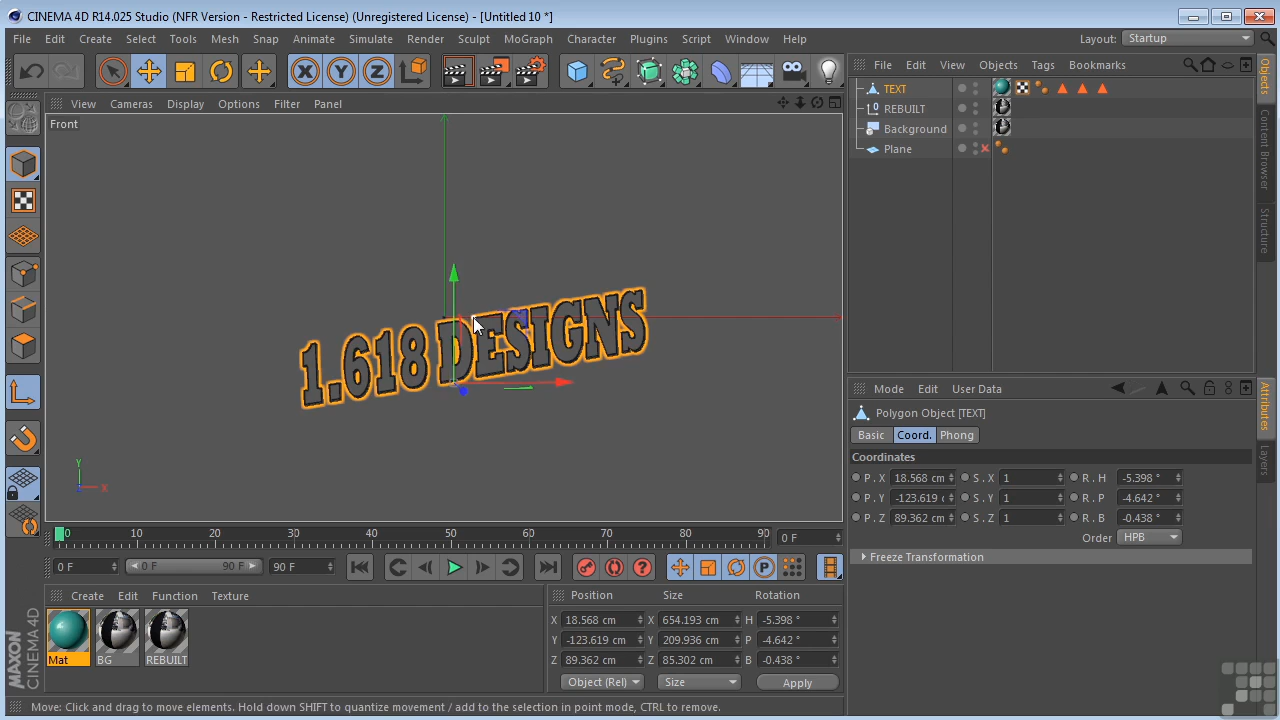 CINEMA 4D R14.025 Studio (NFR Version - Restricted License) (Unregistered License) - [Untitled 10 *]
File Edit Create Select Tools Mesh Snap Animate Simulate Render Sculpt MoGraph Character Plugins Script Window Help Layout: Startup
X Y Z
File Edit View Objects Tags Bookmarks
View Cameras Display Options Filter Panel
Front
TEXT
REBUILT
Background
Plane
Objects
Content Browser
Structure
1.618 DESIGNS
Y
X
Mode Edit User Data
Attributes
Layers
Polygon Object [TEXT]
Basic Coord. Phong
Coordinates
P . X 18.568 cm S . X 1 R . H -5.398 °
P . Y -123.619 c S . Y 1 R . P -4.642 °
P . Z 89.362 cm S . Z 1 R . B -0.438 °
Order HPB
Freeze Transformation
0 10 20 30 40 50 60 70 80 90 0 F
0 F 0 F 90 F 90 F
P
Create Edit Function Texture
Mat BG REBUILT
Position Size Rotation
X 18.568 cm X 654.193 cm H -5.398 °
Y -123.619 cm Y 209.936 cm P -4.642 °
Z 89.362 cm Z 85.302 cm B -0.438 °
Object (Rel) Size Apply
MAXON CINEMA 4D
Move: Click and drag to move elements. Hold down SHIFT to quantize movement / add to the selection in point mode, CTRL to remove.